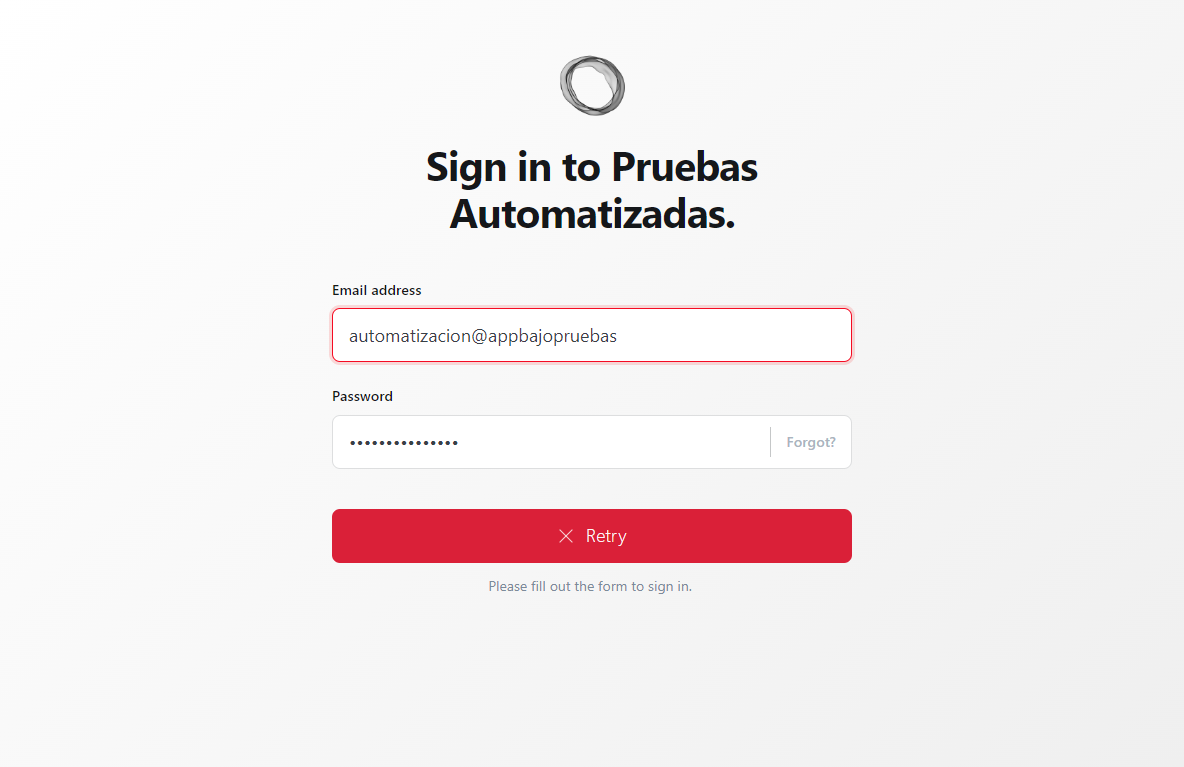 Sign in to Pruebas
Automatizadas.
Email address
automatizacion@appbajopruebas
Password
•••••••••••••••
Forgot?
Retry
Please fill out the form to sign in.